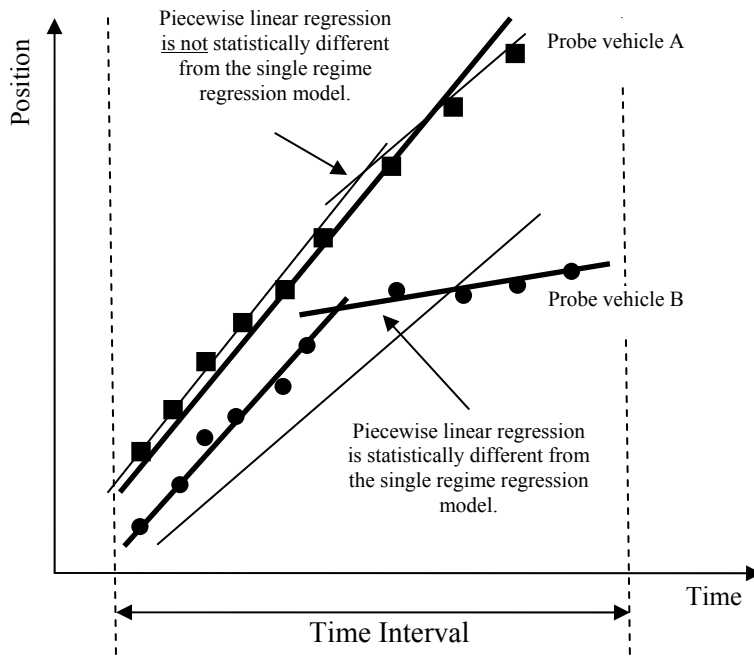 Piecewise linear regression
is not statistically different
from the single regime
regression model.
Probe vehicle A
Position
Probe vehicle B
Piecewise linear regression
is statistically different from
the single regime regression
model.
Time
Time Interval